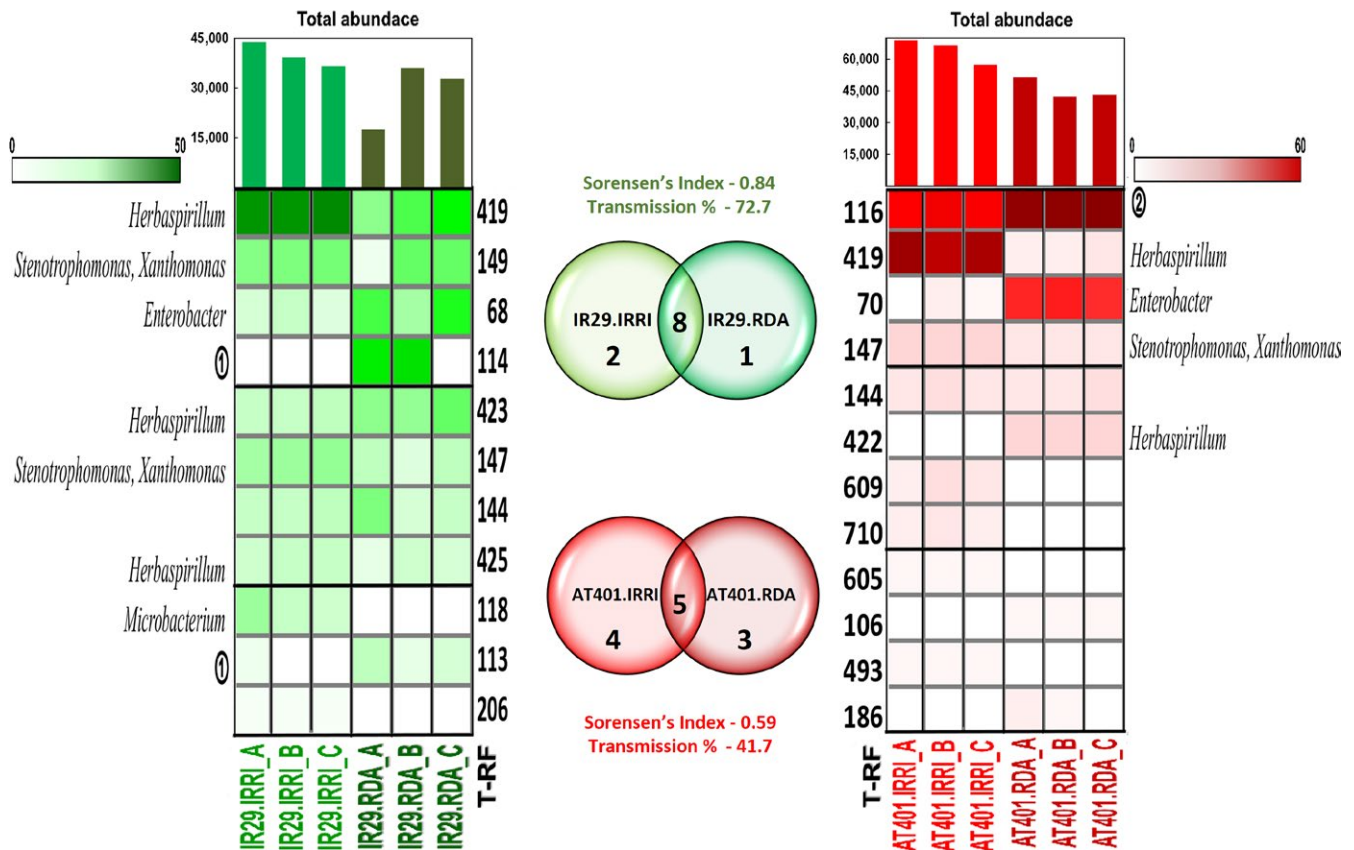 Total abundace
45,000
30,000
15,000
0
50
Herbaspirillum
419
Stenotrophomonas, Xanthomonas
149
Enterobacter
68
①
114
Herbaspirillum
423
Stenotrophomonas, Xanthomonas
147
144
Herbaspirillum
425
Microbacterium
118
①
113
206
IR29.IRRI_A
IR29.IRRI_B
IR29.IRRI_C
IR29.RDA_A
IR29.RDA_B
IR29.RDA_C
T-RF
Sorensen's Index - 0.84
Transmission % - 72.7
IR29.IRRI
8
IR29.RDA
2
1
AT401.IRRI
5
AT401.RDA
4
3
Sorensen's Index - 0.59
Transmission % - 41.7
Total abundace
60,000
45,000
30,000
15,000
0
60
116
②
419
Herbaspirillum
70
Enterobacter
147
Stenotrophomonas, Xanthomonas
144
422
Herbaspirillum
609
710
605
106
493
186
T-RF
AT401.IRRI_A
AT401.IRRI_B
AT401.IRRI_C
AT401.RDA_A
AT401.RDA_B
AT401.RDA_C